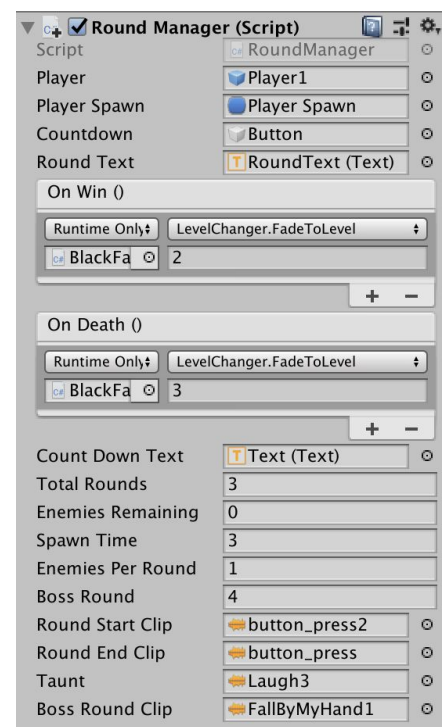 Round Manager (Script)
Script RoundManager
Player Player1
Player Spawn Player Spawn
Countdown Button
Round Text RoundText (Text)
On Win ()
Runtime Only LevelChanger.FadeToLevel
BlackFa 2
On Death ()
Runtime Only LevelChanger.FadeToLevel
BlackFa 3
Count Down Text Text (Text)
Total Rounds 3
Enemies Remaining 0
Spawn Time 3
Enemies Per Round 1
Boss Round 4
Round Start Clip button_press2
Round End Clip button_press
Taunt Laugh3
Boss Round Clip FallByMyHand1